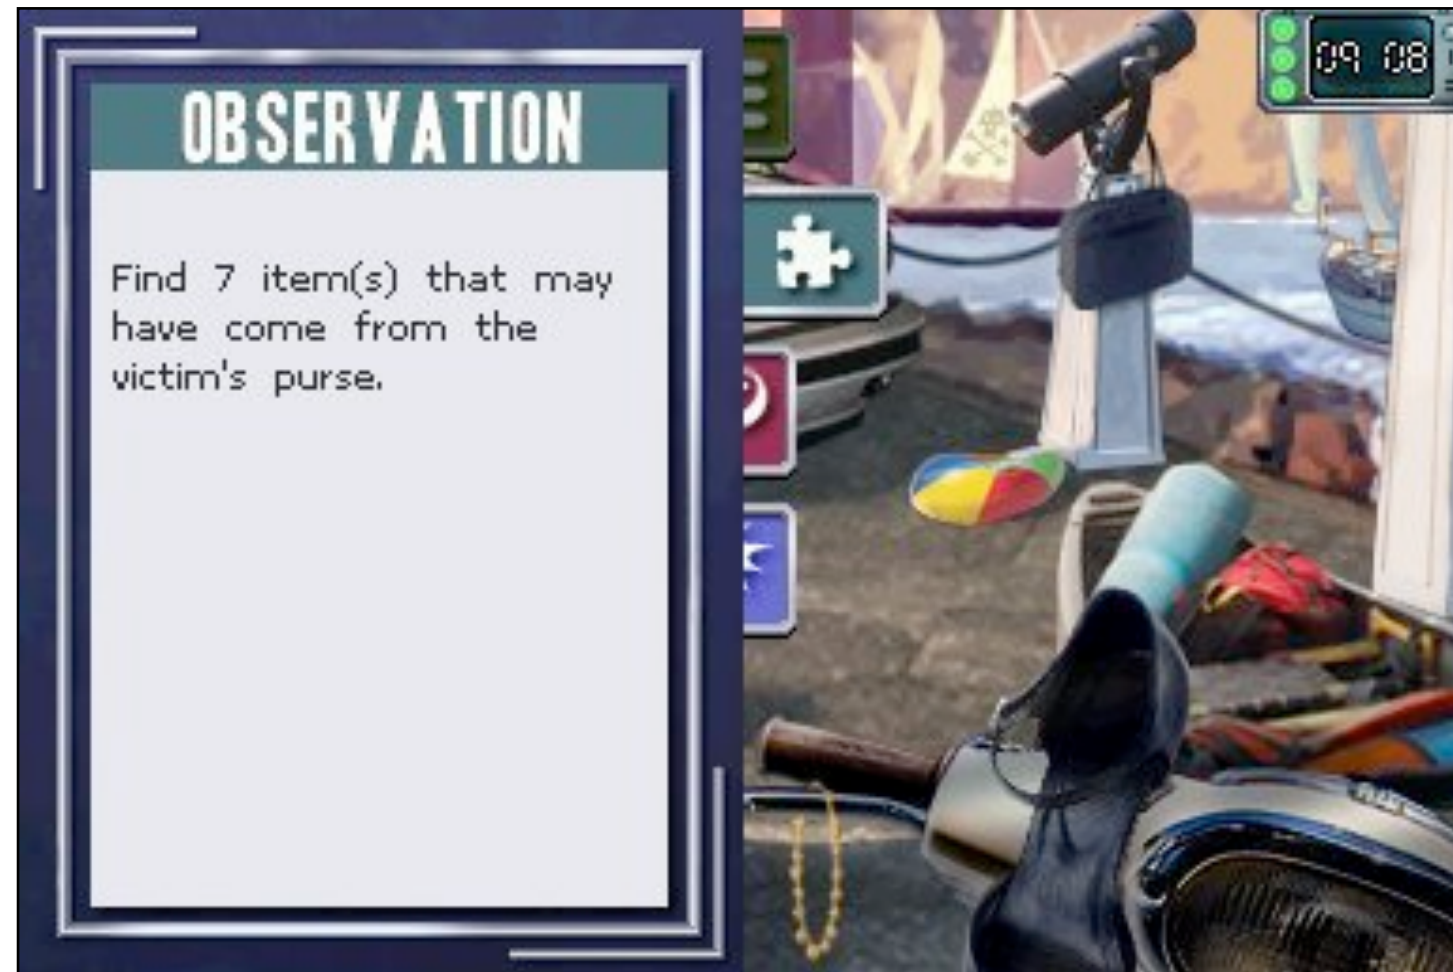 OBSERVATION
09 08
Find 7 item(s) that may
have come from the
victim's purse.